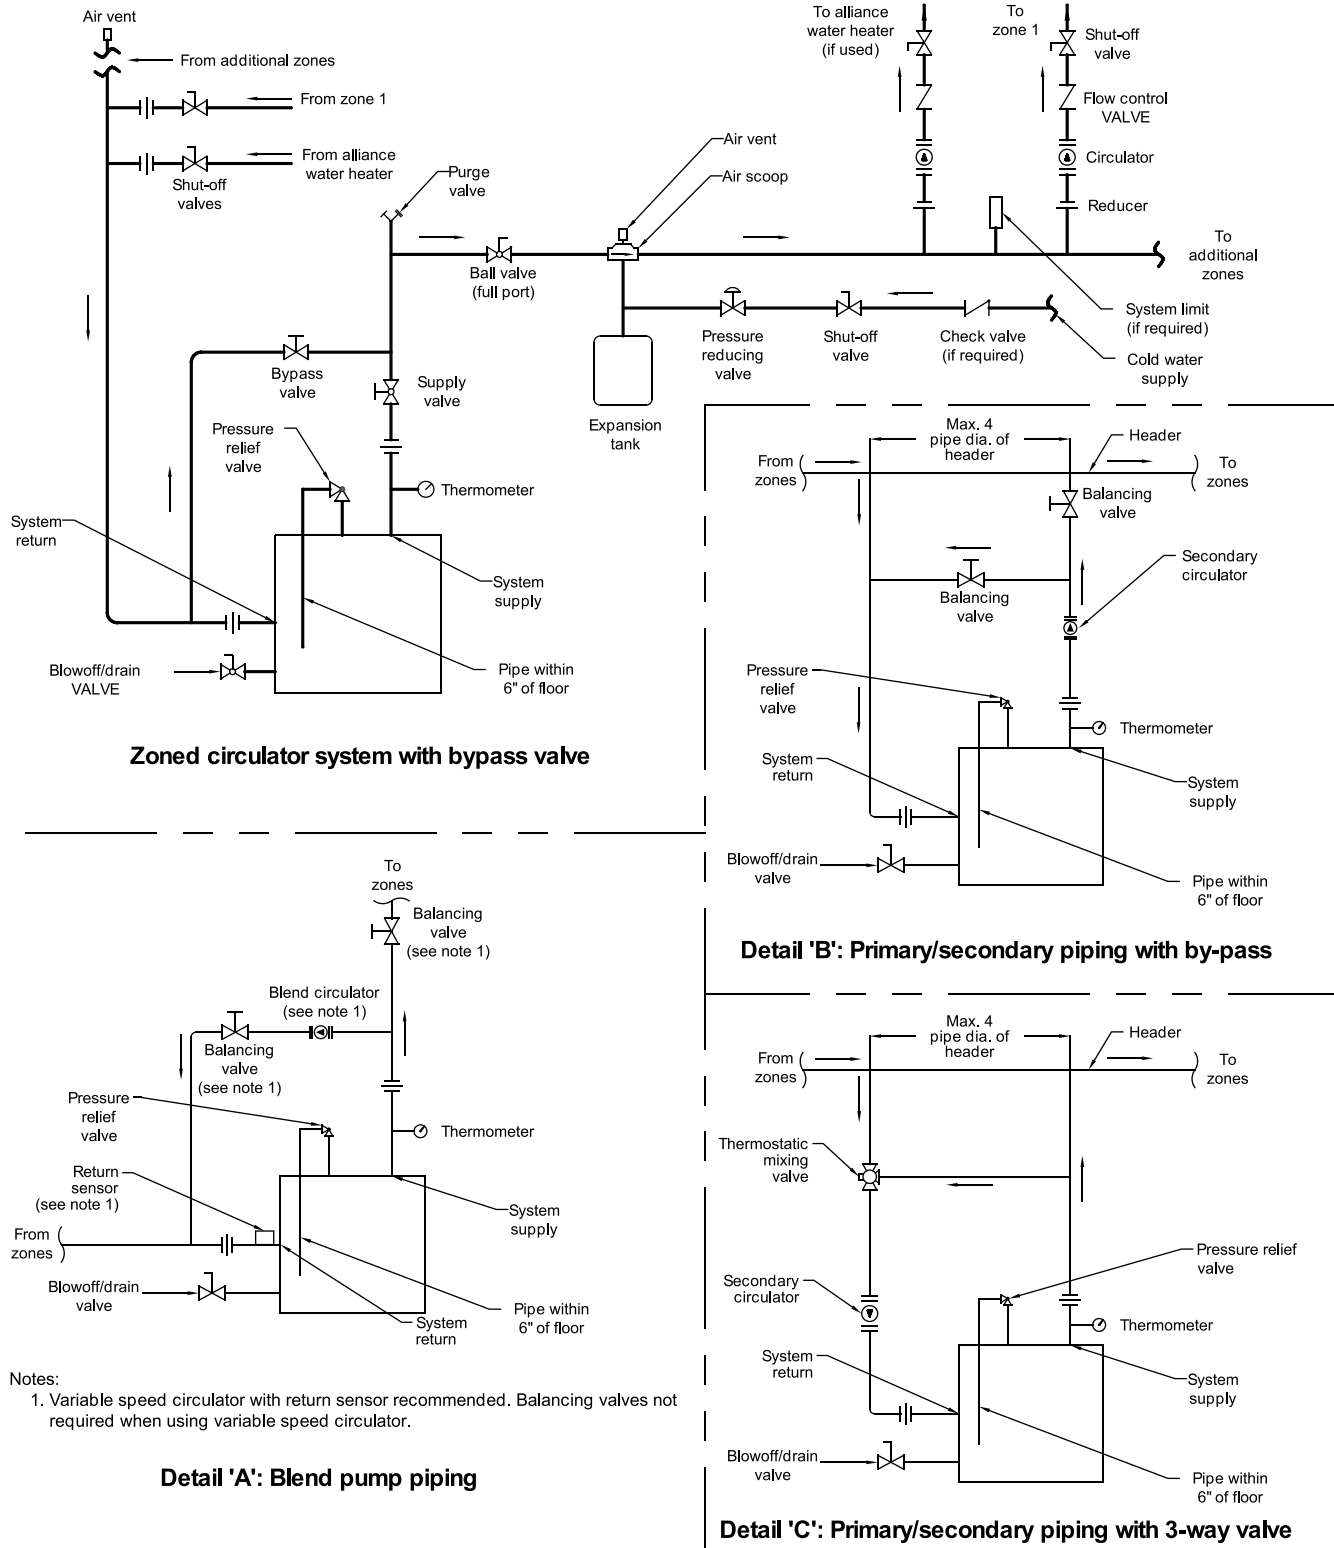 Air vent
From additional zones
From zone 1
From alliance
water heater
Shut-off
valves
Purge
valve
Air vent
Air scoop
To alliance
water heater
(if used)
To
zone 1
Shut-off
valve
Flow control
VALVE
Circulator
Reducer
To
additional
zones
Ball valve
(full port)
System limit
(if required)
Pressure
reducing
valve
Shut-off
valve
Check valve
(if required)
Cold water
supply
Bypass
valve
Supply
valve
Expansion
tank
Pressure
relief
valve
Thermometer
System
return
System
supply
Blowoff/drain
VALVE
Pipe within
6" of floor
Zoned circulator system with bypass valve
Max. 4
pipe dia. of
header
Header
From
zones
To
zones
Balancing
valve
Secondary
circulator
Balancing
valve
Pressure
relief
valve
Thermometer
System
return
System
supply
Blowoff/drain
valve
Pipe within
6" of floor
Detail 'B': Primary/secondary piping with by-pass
To
zones
Balancing
valve
(see note 1)
Blend circulator
(see note 1)
Balancing
valve
(see note 1)
Pressure
relief
valve
Thermometer
Return
sensor
(see note 1)
System
supply
From
zones
Blowoff/drain
valve
Pipe within
6" of floor
System
return
Notes:
1. Variable speed circulator with return sensor recommended. Balancing valves not
required when using variable speed circulator.
Detail 'A': Blend pump piping
Max. 4
pipe dia. of
header
Header
From
zones
To
zones
Thermostatic
mixing
valve
Pressure relief
valve
Secondary
circulator
Thermometer
System
return
System
supply
Blowoff/drain
valve
Pipe within
6" of floor
Detail 'C': Primary/secondary piping with 3-way valve